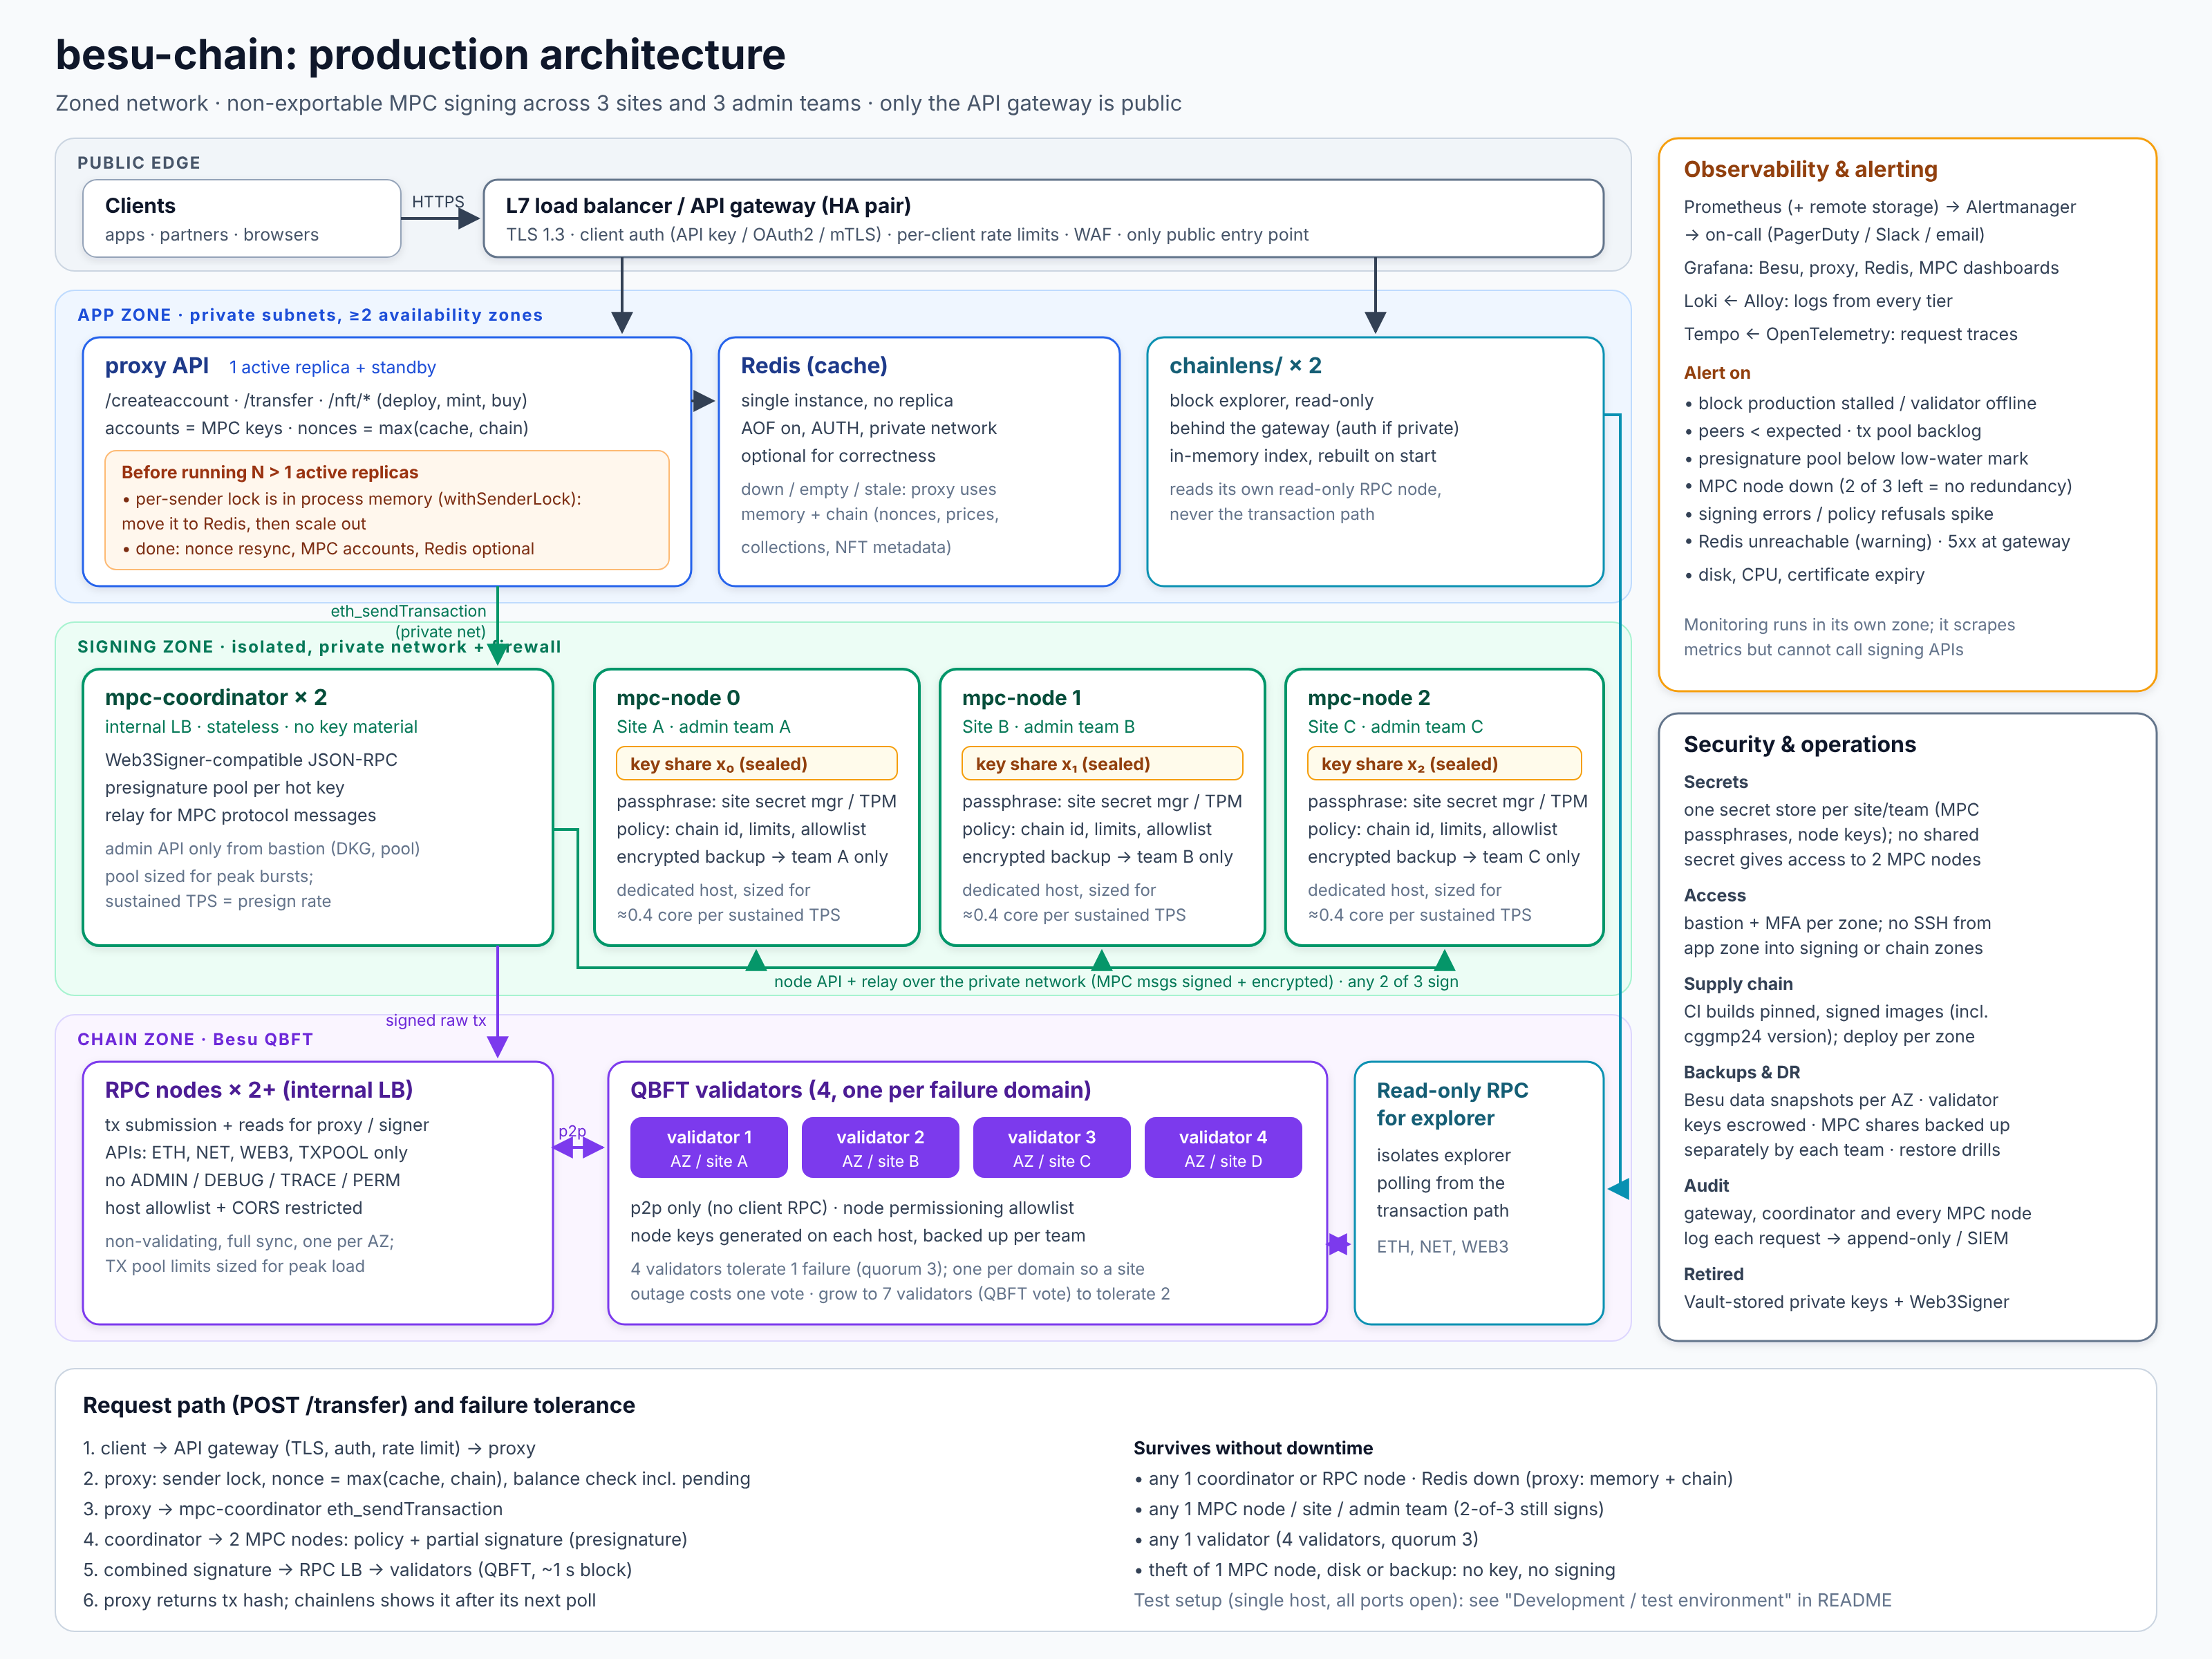 besu-chain: production architecture
Zoned network · non-exportable MPC signing across 3 sites and 3 admin teams · only the API gateway is public
PUBLIC EDGE
Clients
apps · partners · browsers
HTTPS
L7 load balancer / API gateway (HA pair)
TLS 1.3 · client auth (API key / OAuth2 / mTLS) · per-client rate limits · WAF · only public entry point
APP ZONE · private subnets, ≥2 availability zones
proxy API 1 active replica + standby
/createaccount · /transfer · /nft/* (deploy, mint, buy)
accounts = MPC keys · nonces = max(cache, chain)
Before running N > 1 active replicas
• per-sender lock is in process memory (withSenderLock):
move it to Redis, then scale out
• done: nonce resync, MPC accounts, Redis optional
Redis (cache)
single instance, no replica
AOF on, AUTH, private network
optional for correctness
down / empty / stale: proxy uses
memory + chain (nonces, prices,
collections, NFT metadata)
chainlens/ × 2
block explorer, read-only
behind the gateway (auth if private)
in-memory index, rebuilt on start
reads its own read-only RPC node,
never the transaction path
eth_sendTransaction
(private net)
SIGNING ZONE · isolated, private network + firewall
mpc-coordinator × 2
internal LB · stateless · no key material
Web3Signer-compatible JSON-RPC
presignature pool per hot key
relay for MPC protocol messages
admin API only from bastion (DKG, pool)
pool sized for peak bursts;
sustained TPS = presign rate
mpc-node 0
Site A · admin team A
key share x₀ (sealed)
passphrase: site secret mgr / TPM
policy: chain id, limits, allowlist
encrypted backup → team A only
dedicated host, sized for
≈0.4 core per sustained TPS
mpc-node 1
Site B · admin team B
key share x₁ (sealed)
passphrase: site secret mgr / TPM
policy: chain id, limits, allowlist
encrypted backup → team B only
dedicated host, sized for
≈0.4 core per sustained TPS
mpc-node 2
Site C · admin team C
key share x₂ (sealed)
passphrase: site secret mgr / TPM
policy: chain id, limits, allowlist
encrypted backup → team C only
dedicated host, sized for
≈0.4 core per sustained TPS
node API + relay over the private network (MPC msgs signed + encrypted) · any 2 of 3 sign
signed raw tx
CHAIN ZONE · Besu QBFT
RPC nodes × 2+ (internal LB)
tx submission + reads for proxy / signer
APIs: ETH, NET, WEB3, TXPOOL only
no ADMIN / DEBUG / TRACE / PERM
host allowlist + CORS restricted
non-validating, full sync, one per AZ;
TX pool limits sized for peak load
p2p
QBFT validators (4, one per failure domain)
validator 1
AZ / site A
validator 2
AZ / site B
validator 3
AZ / site C
validator 4
AZ / site D
p2p only (no client RPC) · node permissioning allowlist
node keys generated on each host, backed up per team
4 validators tolerate 1 failure (quorum 3); one per domain so a site
outage costs one vote · grow to 7 validators (QBFT vote) to tolerate 2
Read-only RPC
for explorer
isolates explorer
polling from the
transaction path
ETH, NET, WEB3
Observability & alerting
Prometheus (+ remote storage) → Alertmanager
→ on-call (PagerDuty / Slack / email)
Grafana: Besu, proxy, Redis, MPC dashboards
Loki ← Alloy: logs from every tier
Tempo ← OpenTelemetry: request traces
Alert on
• block production stalled / validator offline
• peers < expected · tx pool backlog
• presignature pool below low-water mark
• MPC node down (2 of 3 left = no redundancy)
• signing errors / policy refusals spike
• Redis unreachable (warning) · 5xx at gateway
• disk, CPU, certificate expiry
Monitoring runs in its own zone; it scrapes
metrics but cannot call signing APIs
Security & operations
Secrets
one secret store per site/team (MPC
passphrases, node keys); no shared
secret gives access to 2 MPC nodes
Access
bastion + MFA per zone; no SSH from
app zone into signing or chain zones
Supply chain
CI builds pinned, signed images (incl.
cggmp24 version); deploy per zone
Backups & DR
Besu data snapshots per AZ · validator
keys escrowed · MPC shares backed up
separately by each team · restore drills
Audit
gateway, coordinator and every MPC node
log each request → append-only / SIEM
Retired
Vault-stored private keys + Web3Signer
Request path (POST /transfer) and failure tolerance
1. client → API gateway (TLS, auth, rate limit) → proxy
2. proxy: sender lock, nonce = max(cache, chain), balance check incl. pending
3. proxy → mpc-coordinator eth_sendTransaction
4. coordinator → 2 MPC nodes: policy + partial signature (presignature)
5. combined signature → RPC LB → validators (QBFT, ~1 s block)
6. proxy returns tx hash; chainlens shows it after its next poll
Survives without downtime
• any 1 coordinator or RPC node · Redis down (proxy: memory + chain)
• any 1 MPC node / site / admin team (2-of-3 still signs)
• any 1 validator (4 validators, quorum 3)
• theft of 1 MPC node, disk or backup: no key, no signing
Test setup (single host, all ports open): see "Development / test environment" in README